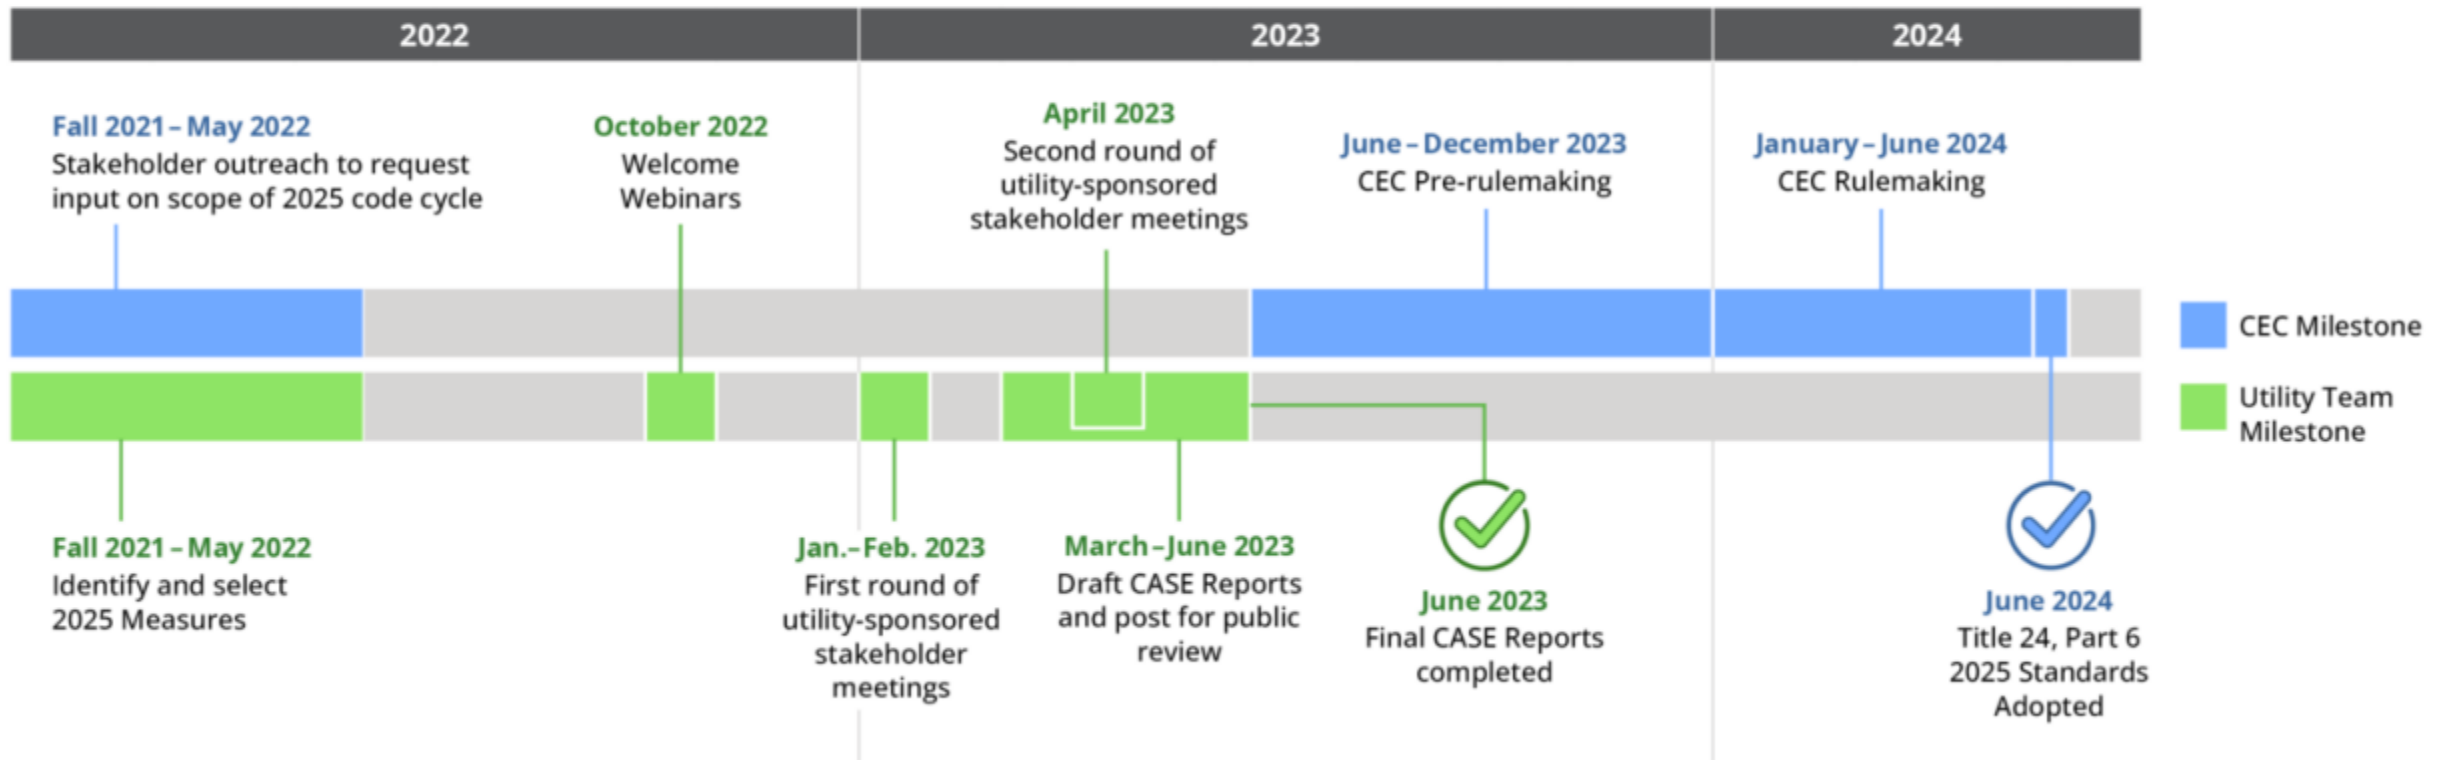 2022
2023
2024
Fall 2021–May 2022
Stakeholder outreach to request
input on scope of 2025 code cycle
October 2022
Welcome
Webinars
April 2023
Second round of
utility-sponsored
stakeholder meetings
June–December 2023
CEC Pre-rulemaking
January–June 2024
CEC Rulemaking
CEC Milestone
Utility Team
Milestone
Fall 2021–May 2022
Identify and select
2025 Measures
Jan.–Feb. 2023
First round of
utility-sponsored
stakeholder
meetings
March–June 2023
Draft CASE Reports
and post for public
review
June 2023
Final CASE Reports
completed
June 2024
Title 24, Part 6
2025 Standards
Adopted